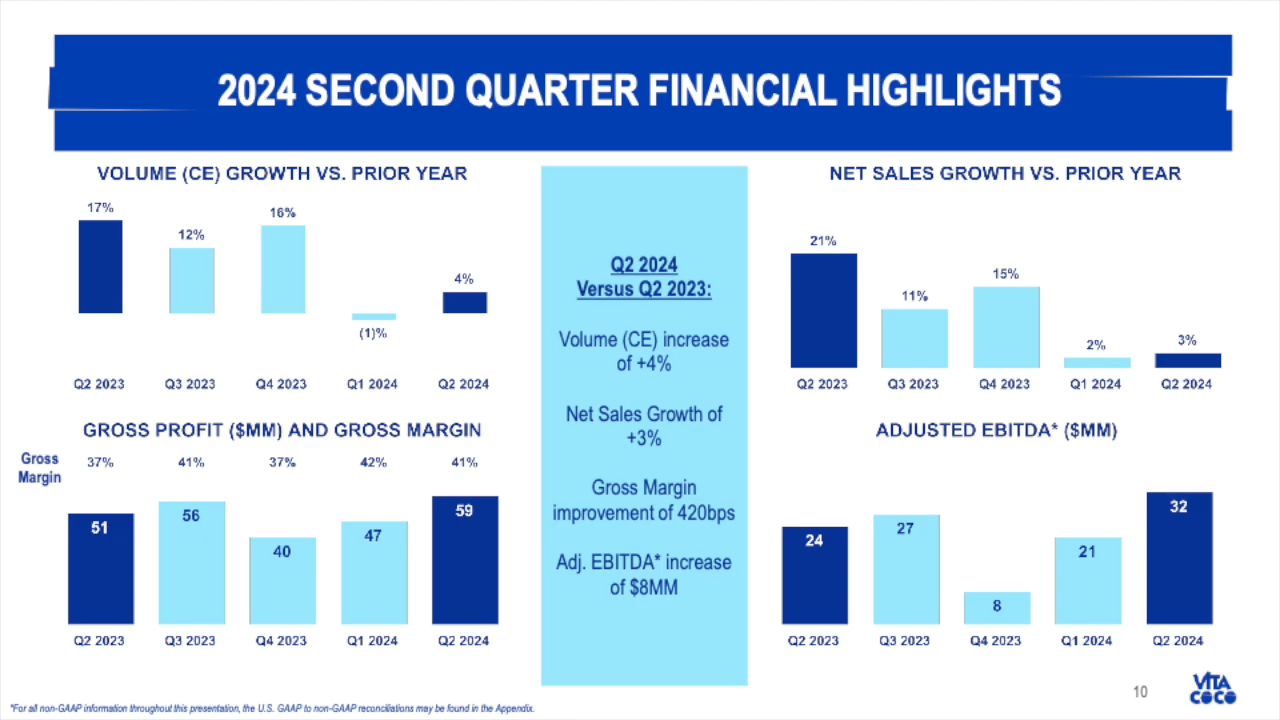 2024 SECOND QUARTER FINANCIAL HIGHLIGHTS
VOLUME (CE) GROWTH VS. PRIOR YEAR
17%
12%
16%
(1)%
4%
Q2 2023
Q3 2023
Q4 2023
Q1 2024
Q2 2024
GROSS PROFIT ($MM) AND GROSS MARGIN
Gross
Margin
37%
41%
37%
42%
41%
51
56
40
47
59
Q2 2023
Q3 2023
Q4 2023
Q1 2024
Q2 2024
Q2 2024
Versus Q2 2023:
Volume (CE) increase
of +4%
Net Sales Growth of
+3%
Gross Margin
improvement of 420bps
Adj. EBITDA* increase
of $8MM
NET SALES GROWTH VS. PRIOR YEAR
21%
11%
15%
2%
3%
Q2 2023
Q3 2023
Q4 2023
Q1 2024
Q2 2024
ADJUSTED EBITDA* ($MM)
24
27
8
21
32
Q2 2023
Q3 2023
Q4 2023
Q1 2024
Q2 2024
*For all non-GAAP information throughout this presentation, the U.S. GAAP to non-GAAP reconciliations may be found in the Appendix.
10
VITA
COCO